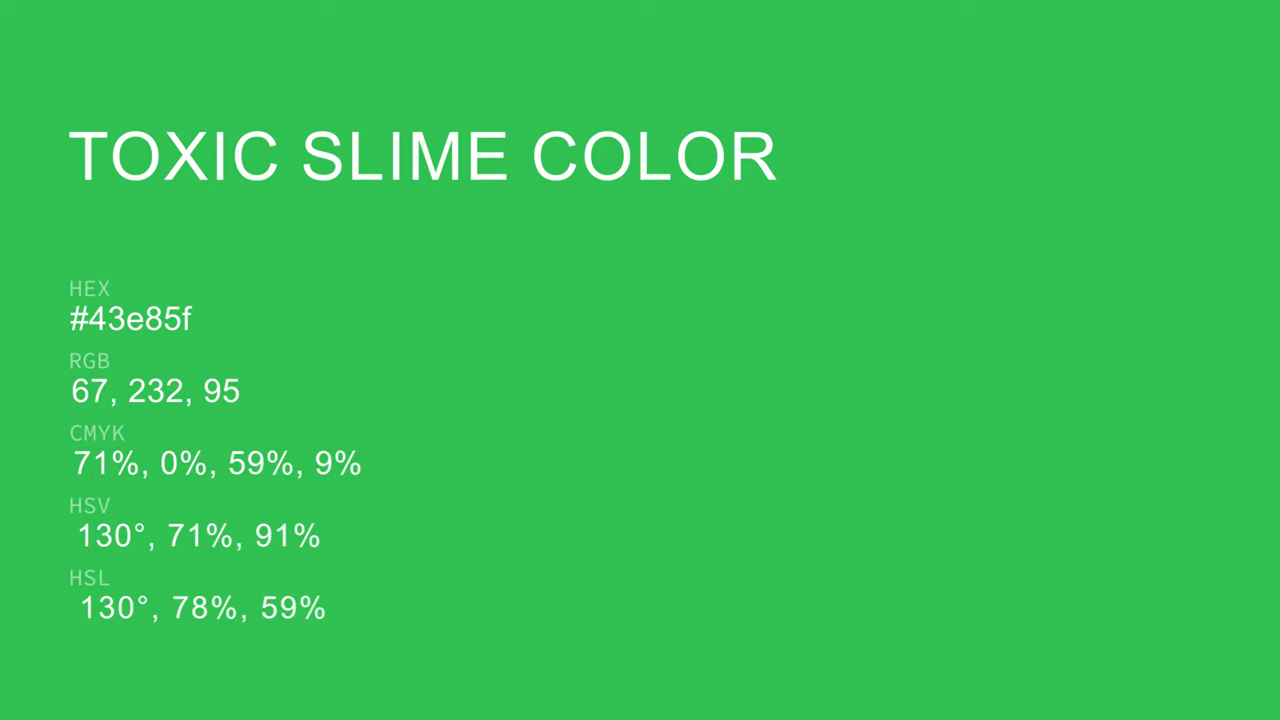 TOXIC SLIME COLOR
HEX
#43e85f
RGB
67, 232, 95
CMYK
71%, 0%, 59%, 9%
HSV
130°, 71%, 91%
HSL
130°, 78%, 59%